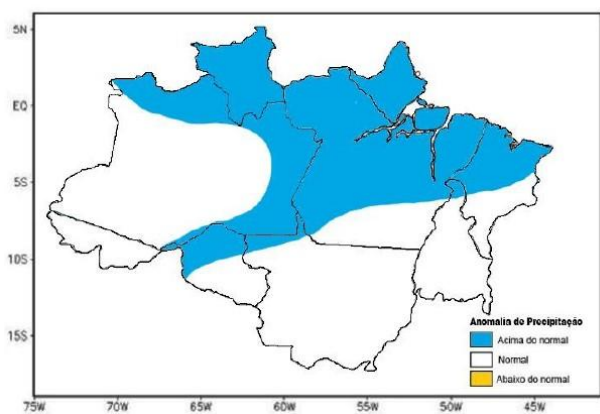 5N
EQ
5S
10S
15S
75W 70W 65W 60W 55W 50W 45W
Anomalia de Precipitação
Acima do normal
Normal
Abaixo do normal